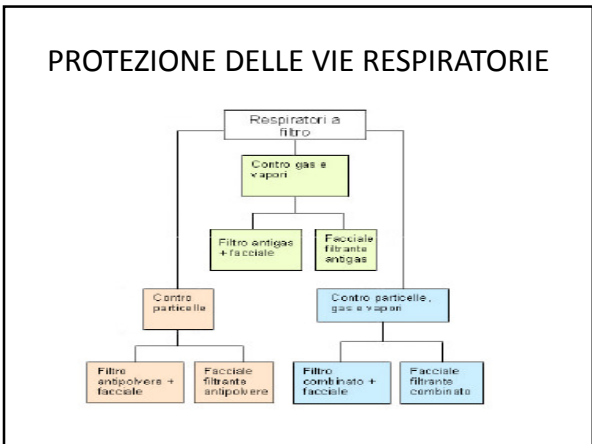 PROTEZIONE DELLE VIE RESPIRATORIE
Respiratori a
filtro
Contro gas e
vapori
Filtro antigas
+ facciale
Facciale
filtrante
antigas
Contro
particelle
Contro particelle,
gas e vapori
Filtro
antipolvere +
facciale
Facciale
filtrante
antipolvere
Filtro
combinato +
facciale
Facciale
filtrante
combinato